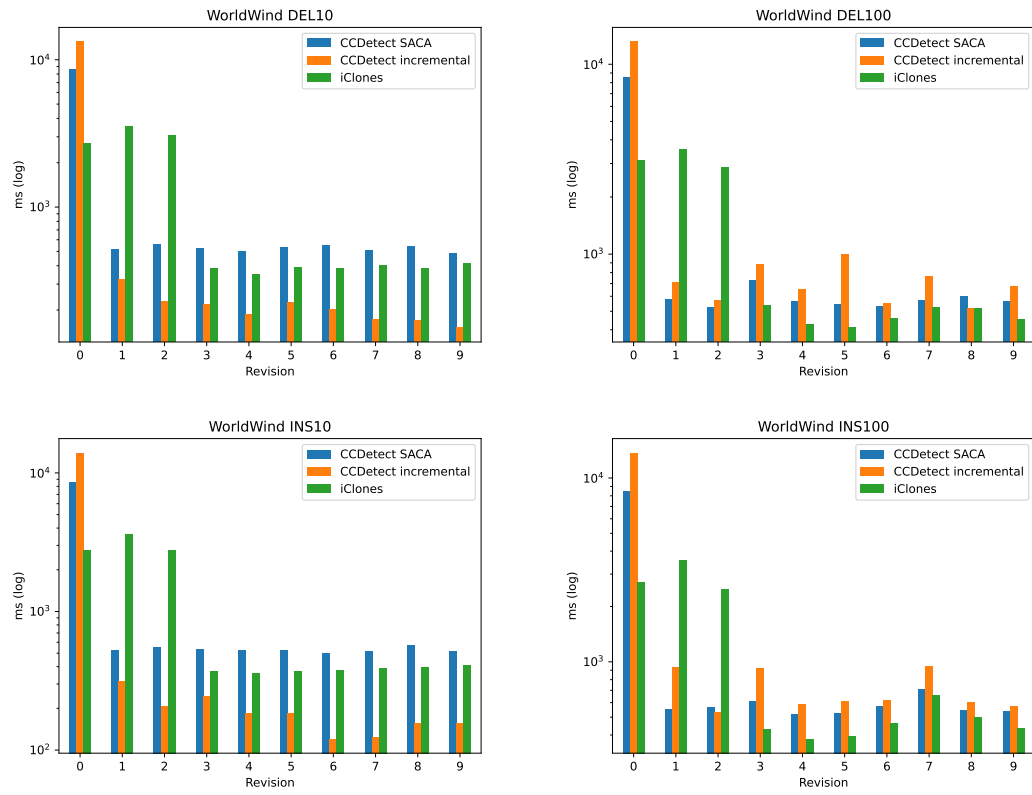 WorldWind DEL10
CCDetect SACA
CCDetect incremental
iClones
10^4
10^3
ms (log)
0 1 2 3 4 5 6 7 8 9
Revision
WorldWind DEL100
CCDetect SACA
CCDetect incremental
iClones
10^4
10^3
ms (log)
0 1 2 3 4 5 6 7 8 9
Revision
WorldWind INS10
CCDetect SACA
CCDetect incremental
iClones
10^4
10^3
10^2
ms (log)
0 1 2 3 4 5 6 7 8 9
Revision
WorldWind INS100
CCDetect SACA
CCDetect incremental
iClones
10^4
10^3
ms (log)
0 1 2 3 4 5 6 7 8 9
Revision